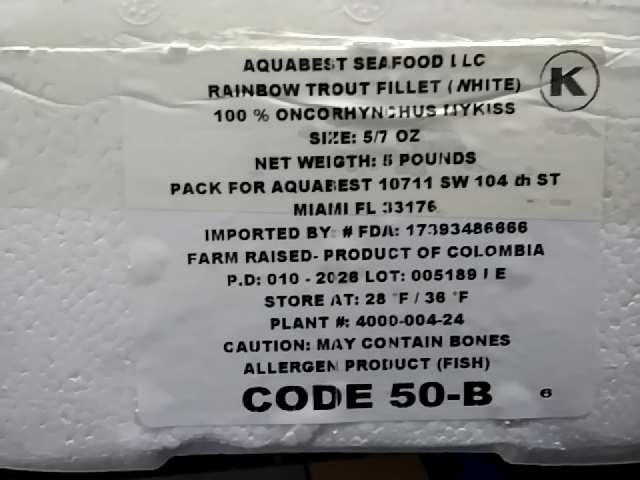 AQUABEST SEAFOOD LLC
RAINBOW TROUT FILLET (WHITE)
K
100 % ONCORHYNCHUS MYKISS
SIZE: 5/7 OZ
NET WEIGTH: 5 POUNDS
PACK FOR AQUABEST 10711 SW 104 th ST
MIAMI FL 33176
IMPORTED BY: # FDA: 17393486666
FARM RAISED- PRODUCT OF COLOMBIA
P.D: 010 - 2026 LOT: 005189 I E
STORE AT: 28 °F / 36 °F
PLANT #: 4000-004-24
CAUTION: MAY CONTAIN BONES
ALLERGEN PRODUCT (FISH)
CODE 50-B 6